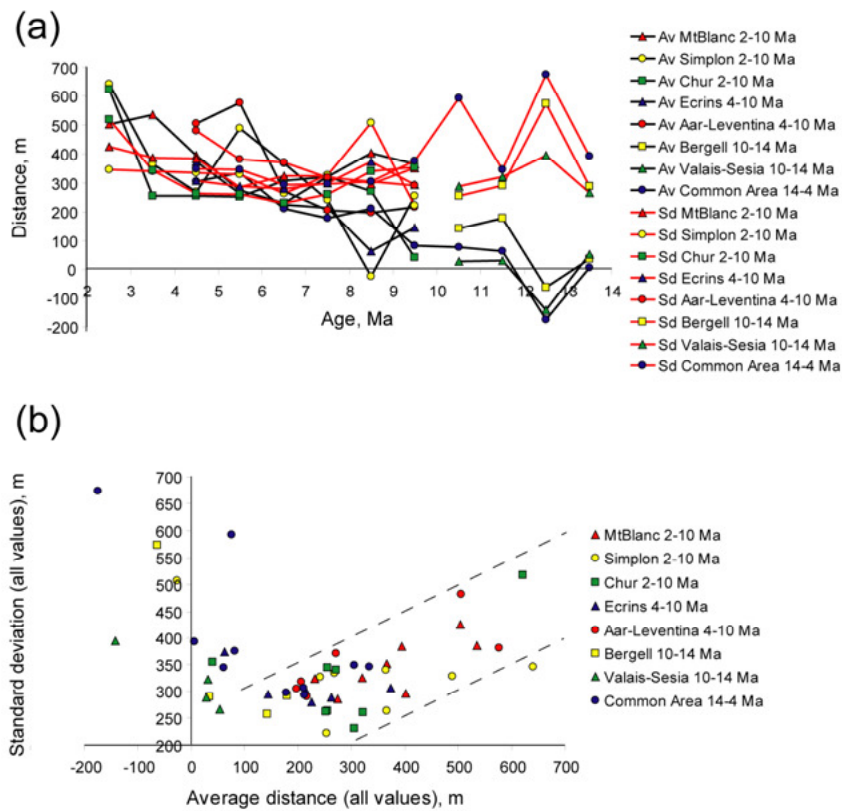 (a)
Distance, m
700
600
500
400
300
200
100
0
-100
-200
2 3 4 5 6 7 8 9 10 11 12 13 14
Age, Ma
Av MtBlanc 2-10 Ma
Av Simplon 2-10 Ma
Av Chur 2-10 Ma
Av Ecrins 4-10 Ma
Av Aar-Leventina 4-10 Ma
Av Bergell 10-14 Ma
Av Valais-Sesia 10-14 Ma
Av Common Area 14-4 Ma
Sd MtBlanc 2-10 Ma
Sd Simplon 2-10 Ma
Sd Chur 2-10 Ma
Sd Ecrins 4-10 Ma
Sd Aar-Leventina 4-10 Ma
Sd Bergell 10-14 Ma
Sd Valais-Sesia 10-14 Ma
Sd Common Area 14-4 Ma
(b)
Standard deviation (all values), m
700
650
600
550
500
450
400
350
300
250
200
-200 -100 0 100 200 300 400 500 600 700
Average distance (all values), m
MtBlanc 2-10 Ma
Simplon 2-10 Ma
Chur 2-10 Ma
Ecrins 4-10 Ma
Aar-Leventina 4-10 Ma
Bergell 10-14 Ma
Valais-Sesia 10-14 Ma
Common Area 14-4 Ma